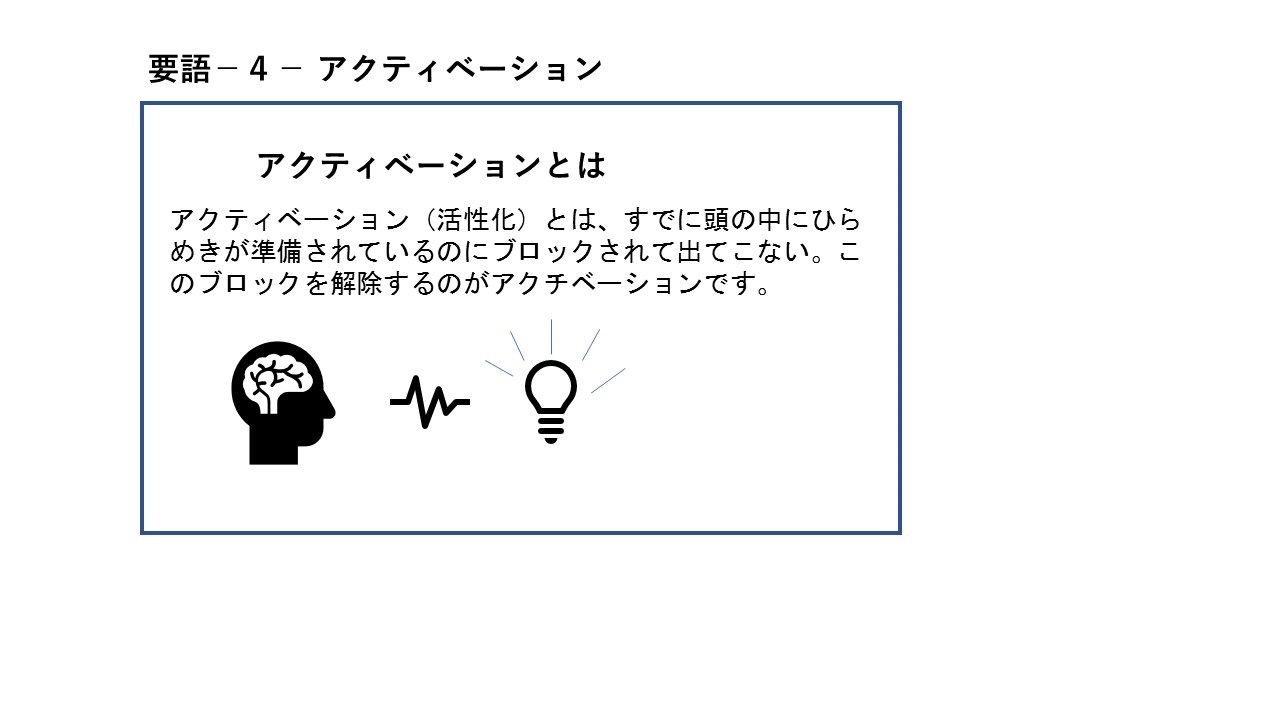 要語－４－ アクティベーション
アクティベーションとは
アクティベーション（活性化）とは、すでに頭の中にひら
めきが準備されているのにブロックされて出てこない。こ
のブロックを解除するのがアクチベーションです。